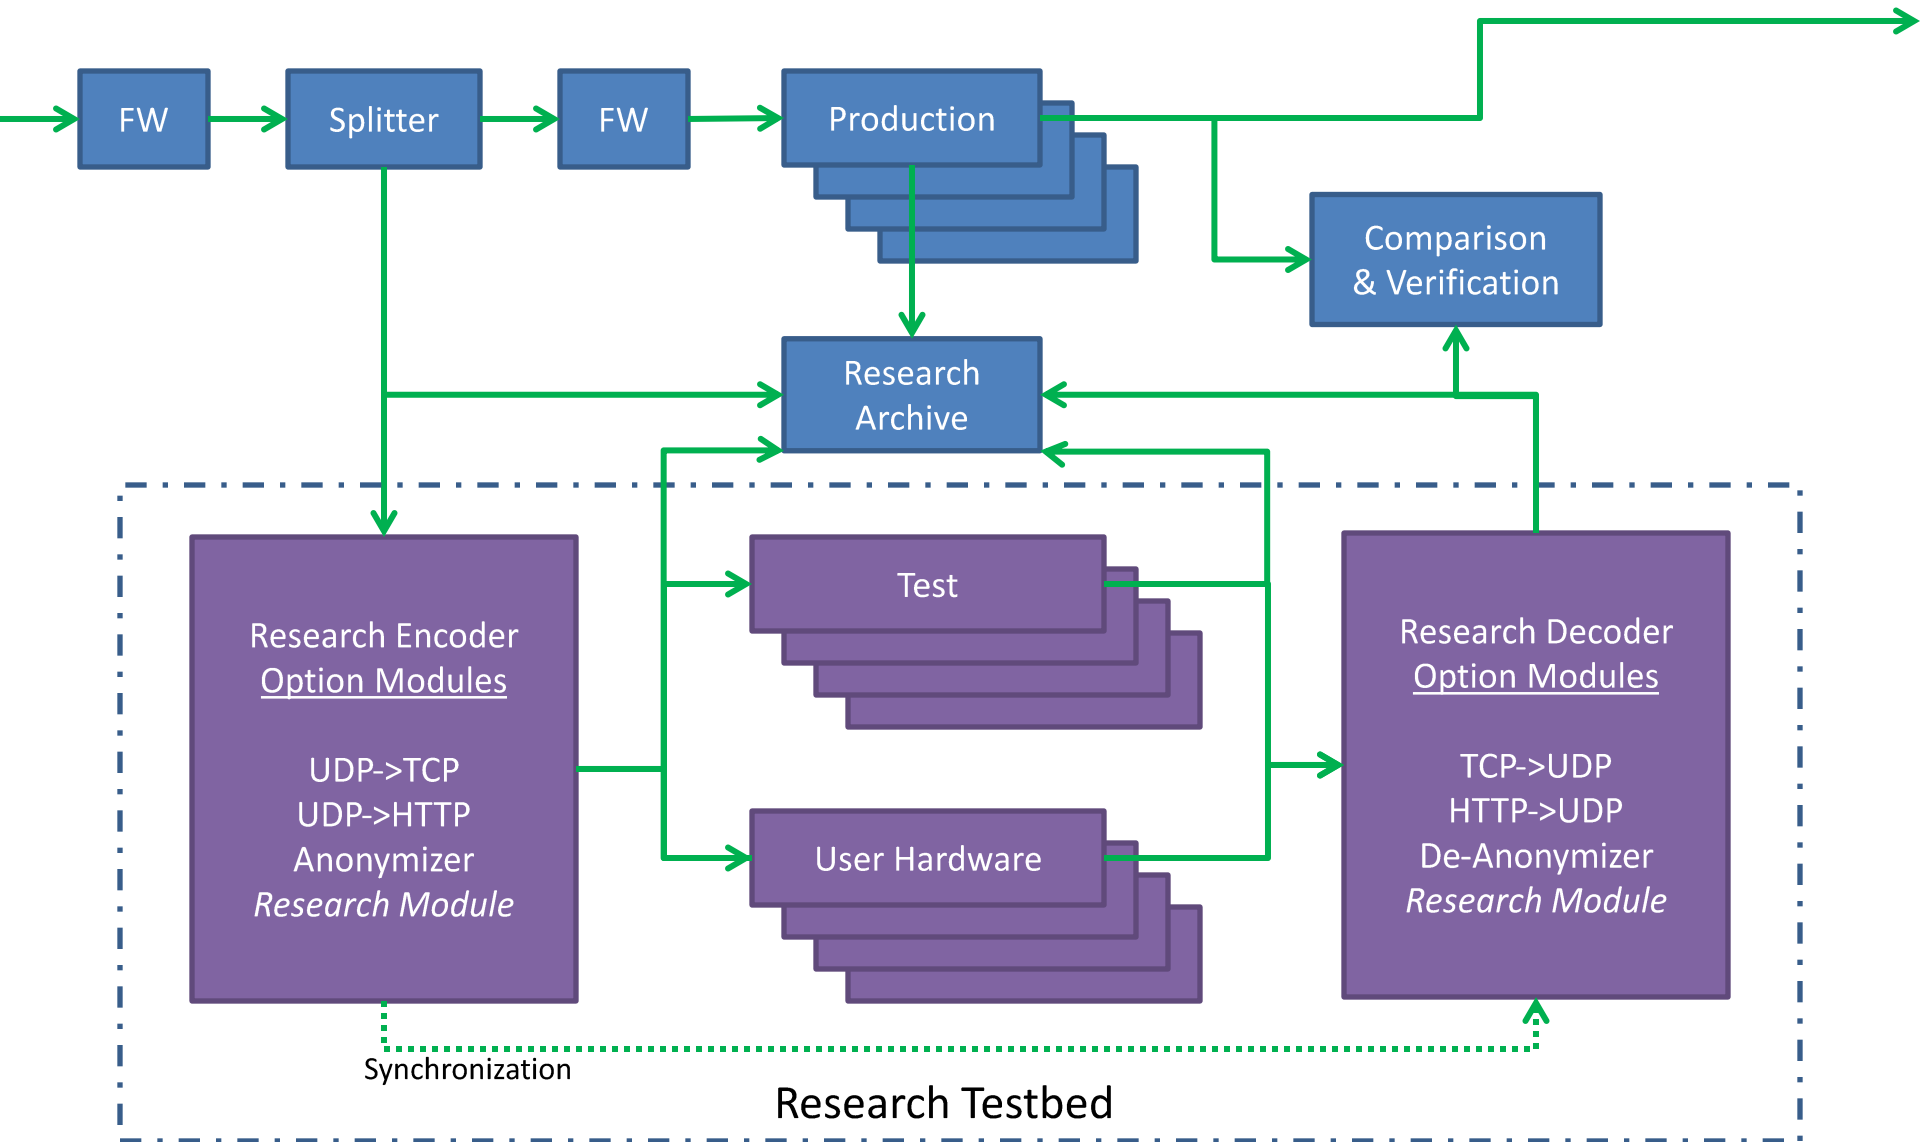 FW
Splitter
FW
Production
Comparison
& Verification
Research
Archive
Research Encoder
Option Modules
UDP->TCP
UDP->HTTP
Anonymizer
Research Module
Test
User Hardware
Research Decoder
Option Modules
TCP->UDP
HTTP->UDP
De-Anonymizer
Research Module
Synchronization
Research Testbed